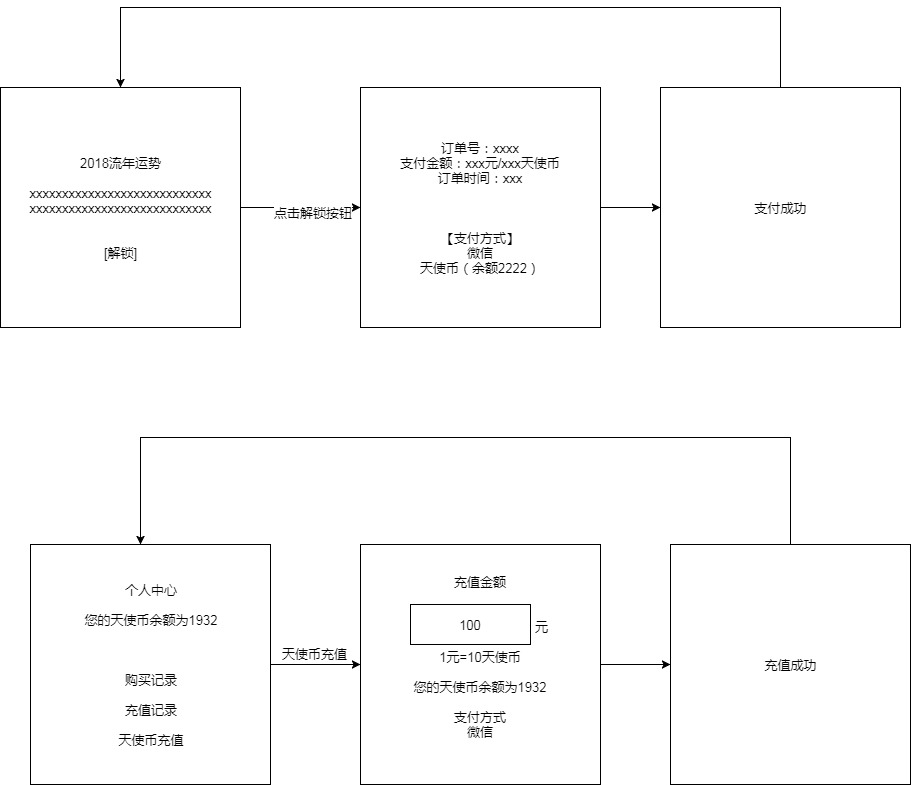 2018流年运势
xxxxxxxxxxxxxxxxxxxxxxxxxxxx
xxxxxxxxxxxxxxxxxxxxxxxxxxxx
[解锁]
点击解锁按钮
订单号：xxxx
支付金额：xxx元/xxx天使币
订单时间：xxx
【支付方式】
微信
天使币（余额2222）
支付成功
个人中心
您的天使币余额为1932
购买记录
充值记录
天使币充值
天使币充值
充值金额
100 元
1元=10天使币
您的天使币余额为1932
支付方式
微信
充值成功